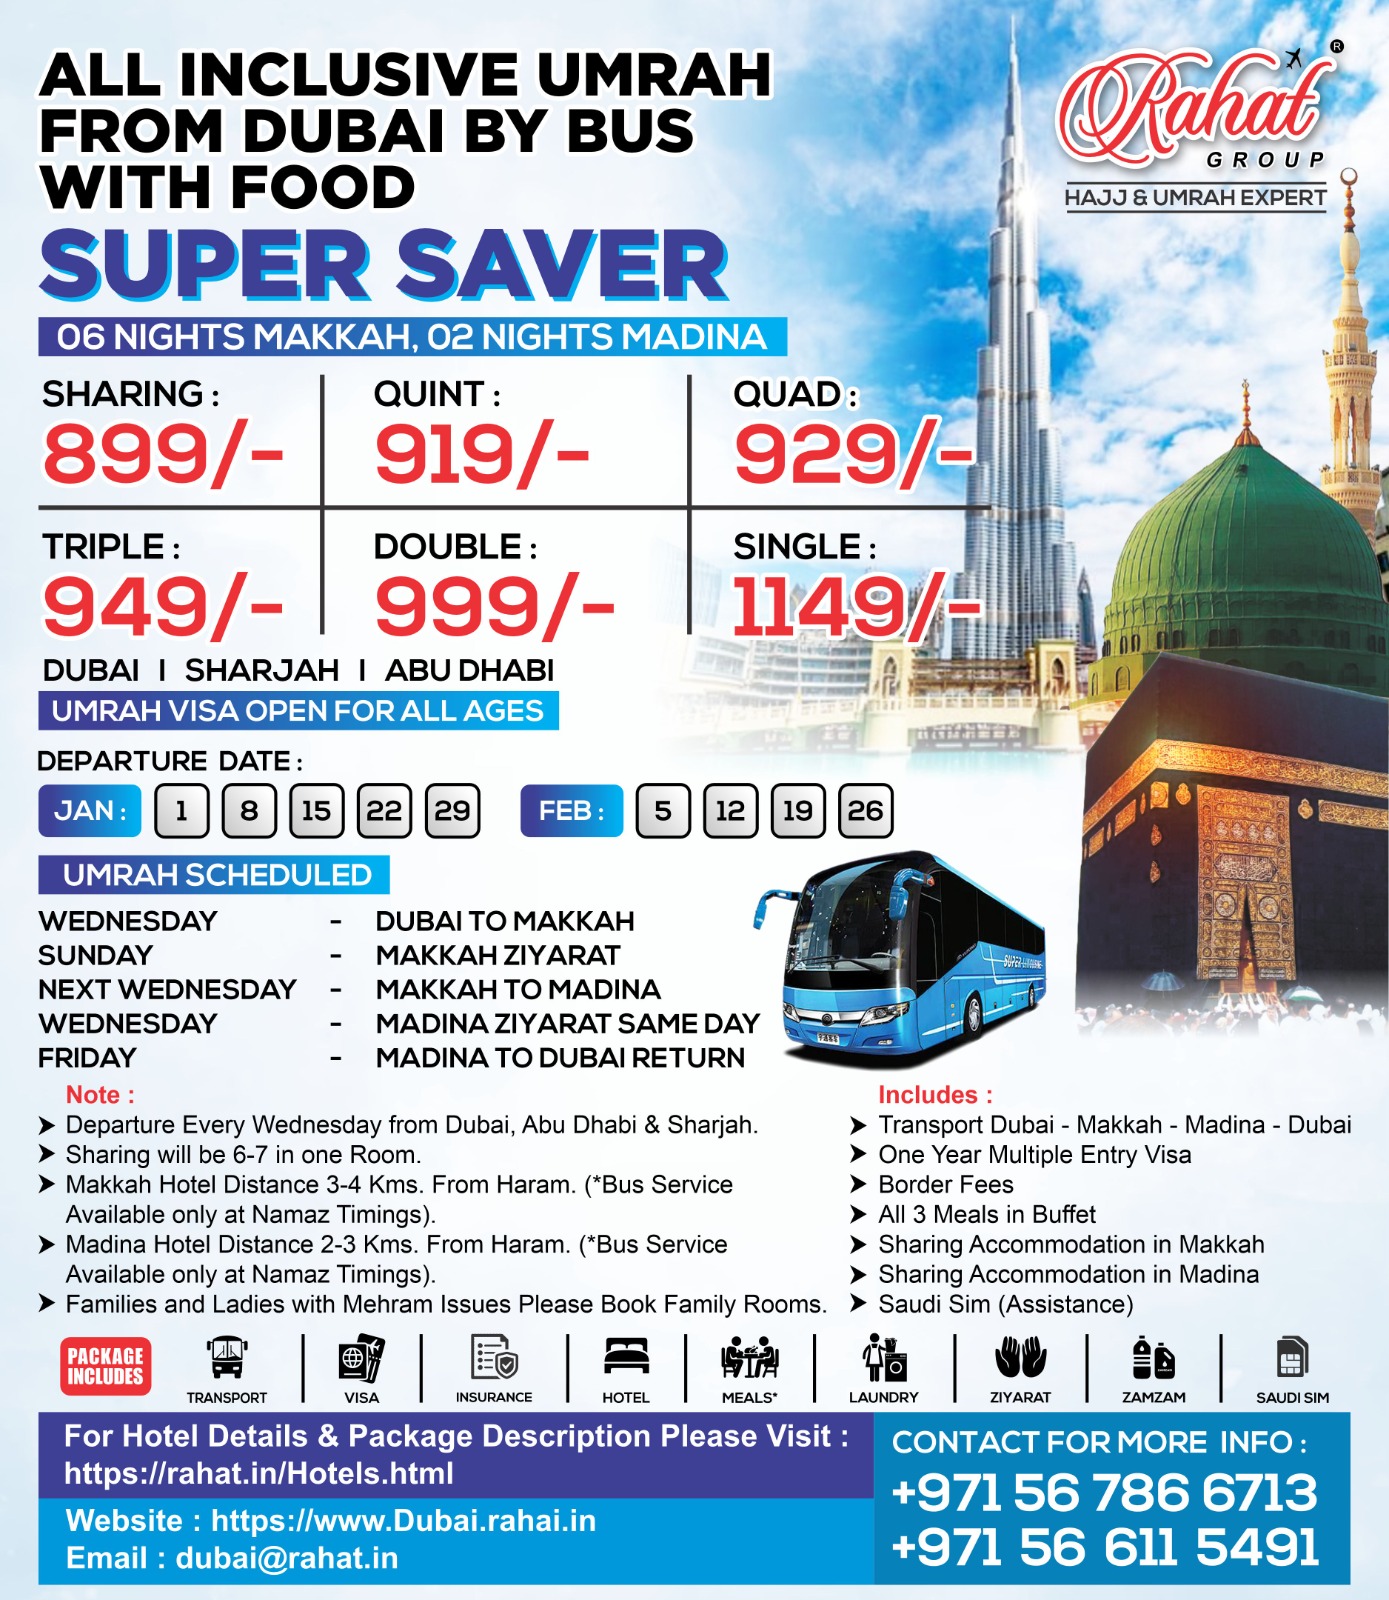 ALL INCLUSIVE UMRAH
FROM DUBAI BY BUS
WITH FOOD
Rahat ®
GROUP
HAJJ & UMRAH EXPERT
SUPER SAVER
06 NIGHTS MAKKAH, 02 NIGHTS MADINA
SHARING : QUINT : QUAD :
899/- 919/- 929/-
TRIPLE : DOUBLE : SINGLE :
949/- 999/- 1149/-
DUBAI I SHARJAH I ABU DHABI
UMRAH VISA OPEN FOR ALL AGES
DEPARTURE DATE :
JAN : 1 8 15 22 29 FEB : 5 12 19 26
UMRAH SCHEDULED
WEDNESDAY - DUBAI TO MAKKAH
SUNDAY - MAKKAH ZIYARAT
NEXT WEDNESDAY - MAKKAH TO MADINA
WEDNESDAY - MADINA ZIYARAT SAME DAY
FRIDAY - MADINA TO DUBAI RETURN
Note :
➤ Departure Every Wednesday from Dubai, Abu Dhabi & Sharjah.
➤ Sharing will be 6-7 in one Room.
➤ Makkah Hotel Distance 3-4 Kms. From Haram. (*Bus Service
Available only at Namaz Timings).
➤ Madina Hotel Distance 2-3 Kms. From Haram. (*Bus Service
Available only at Namaz Timings).
➤ Families and Ladies with Mehram Issues Please Book Family Rooms.
Includes :
➤ Transport Dubai - Makkah - Madina - Dubai
➤ One Year Multiple Entry Visa
➤ Border Fees
➤ All 3 Meals in Buffet
➤ Sharing Accommodation in Makkah
➤ Sharing Accommodation in Madina
➤ Saudi Sim (Assistance)
PACKAGE
INCLUDES
TRANSPORT VISA INSURANCE HOTEL MEALS* LAUNDRY ZIYARAT ZAMZAM SAUDI SIM
For Hotel Details & Package Description Please Visit :
https://rahat.in/Hotels.html
Website : https://www.Dubai.rahai.in
Email : dubai@rahat.in
CONTACT FOR MORE INFO :
+971 56 786 6713
+971 56 611 5491